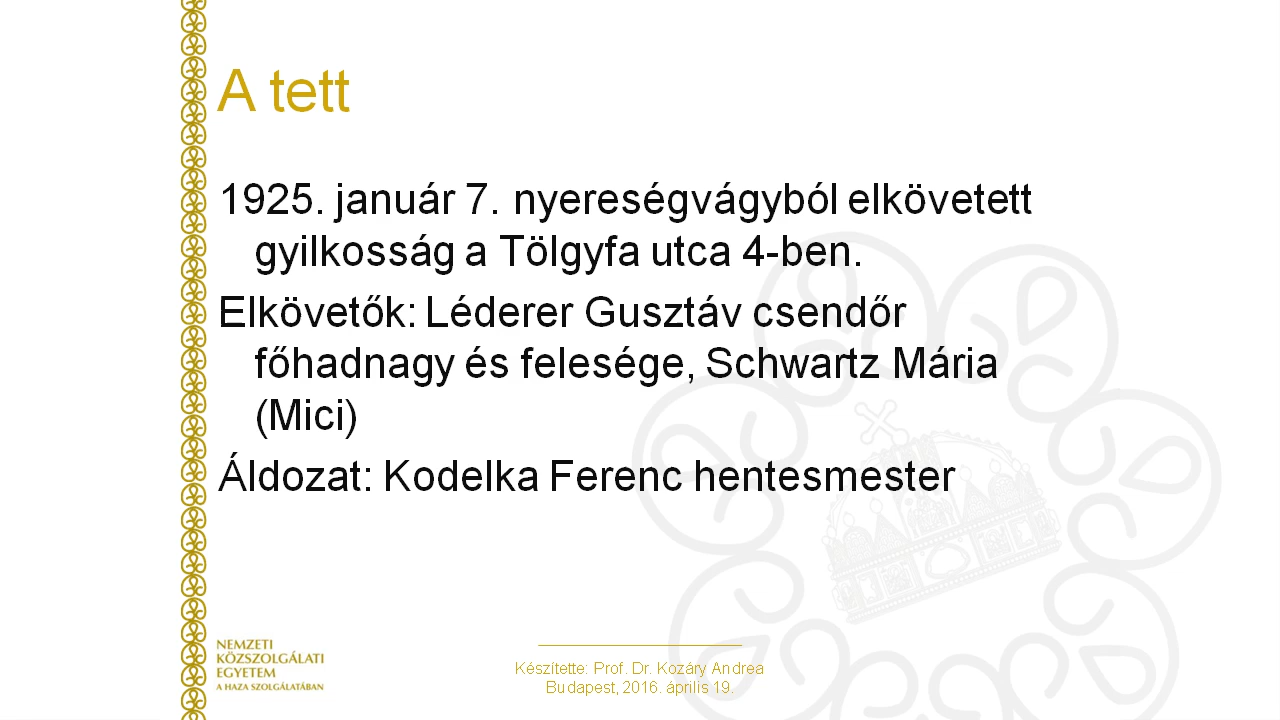 A tett
1925. január 7. nyereségvágyból elkövetett
gyilkosság a Tölgyfa utca 4-ben.
Elkövetők: Léderer Gusztáv csendőr
főhadnagy és felesége, Schwartz Mária
(Mici)
Áldozat: Kodelka Ferenc hentesmester
NEMZETI
KÖZSZOLGÁLATI
EGYETEM
A HAZA SZOLGÁLATÁBAN
Készítette: Prof. Dr. Kozáry Andrea
Budapest, 2016. április 19.